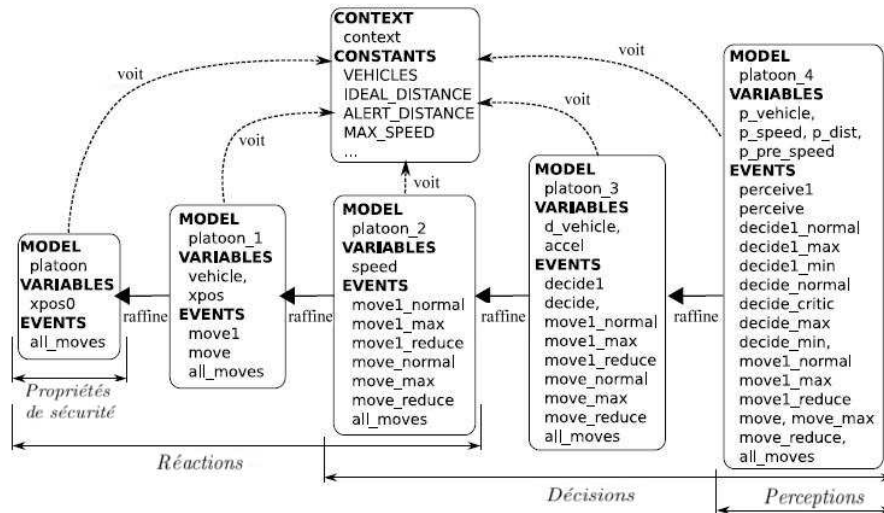 CONTEXT
context
CONSTANTS
VEHICLES
IDEAL_DISTANCE
ALERT_DISTANCE
MAX_SPEED
...
voit
voit
voit
voit
voit
MODEL
platoon
VARIABLES
xpos0
EVENTS
all_moves
raffine
MODEL
platoon_1
VARIABLES
vehicle,
xpos
EVENTS
move1
move
all_moves
raffine
MODEL
platoon_2
VARIABLES
speed
EVENTS
move1_normal
move1_max
move1_reduce
move_normal
move_max
move_reduce
all_moves
raffine
MODEL
platoon_3
VARIABLES
d_vehicle,
accel
EVENTS
decide1
decide,
move1_normal
move1_max
move1_reduce
move_normal
move_max
move_reduce
all_moves
raffine
MODEL
platoon_4
VARIABLES
p_vehicle,
p_speed, p_dist,
p_pre_speed
EVENTS
perceive1
perceive
decide1_normal
decide1_max
decide1_min
decide_normal
decide_critic
decide_max
decide_min,
move1_normal
move1_max
move1_reduce
move, move_max
move_reduce,
all_moves
Propriétés
de sécurité
Réactions
Décisions
Perceptions